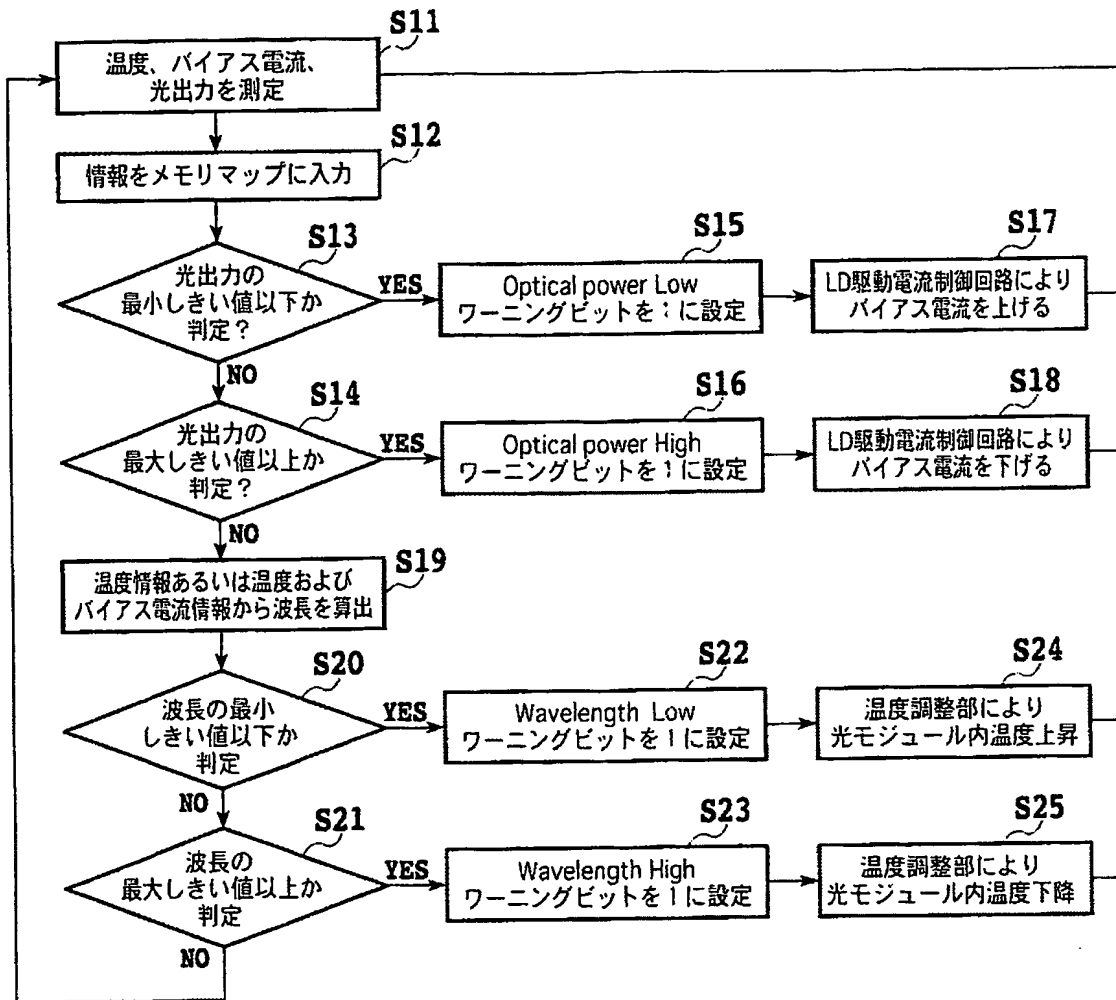 S11
温度、バイアス電流、
光出力を測定
S12
情報をメモリマップに入力
S13
光出力の
最小しきい値以下か
判定?
YES
NO
S15
Optical power Low
ワーニングビットを1に設定
S17
LD駆動電流制御回路により
バイアス電流を上げる
S14
光出力の
最大しきい値以上か
判定?
YES
NO
S16
Optical power High
ワーニングビットを1に設定
S18
LD駆動電流制御回路により
バイアス電流を下げる
S19
温度情報あるいは温度および
バイアス電流情報から波長を算出
S20
波長の最小
しきい値以下か
判定
YES
NO
S22
Wavelength Low
ワーニングビットを1に設定
S24
温度調整部により
光モジュール内温度上昇
S21
波長の
最大しきい値以上か
判定
YES
NO
S23
Wavelength High
ワーニングビットを1に設定
S25
温度調整部により
光モジュール内温度下降